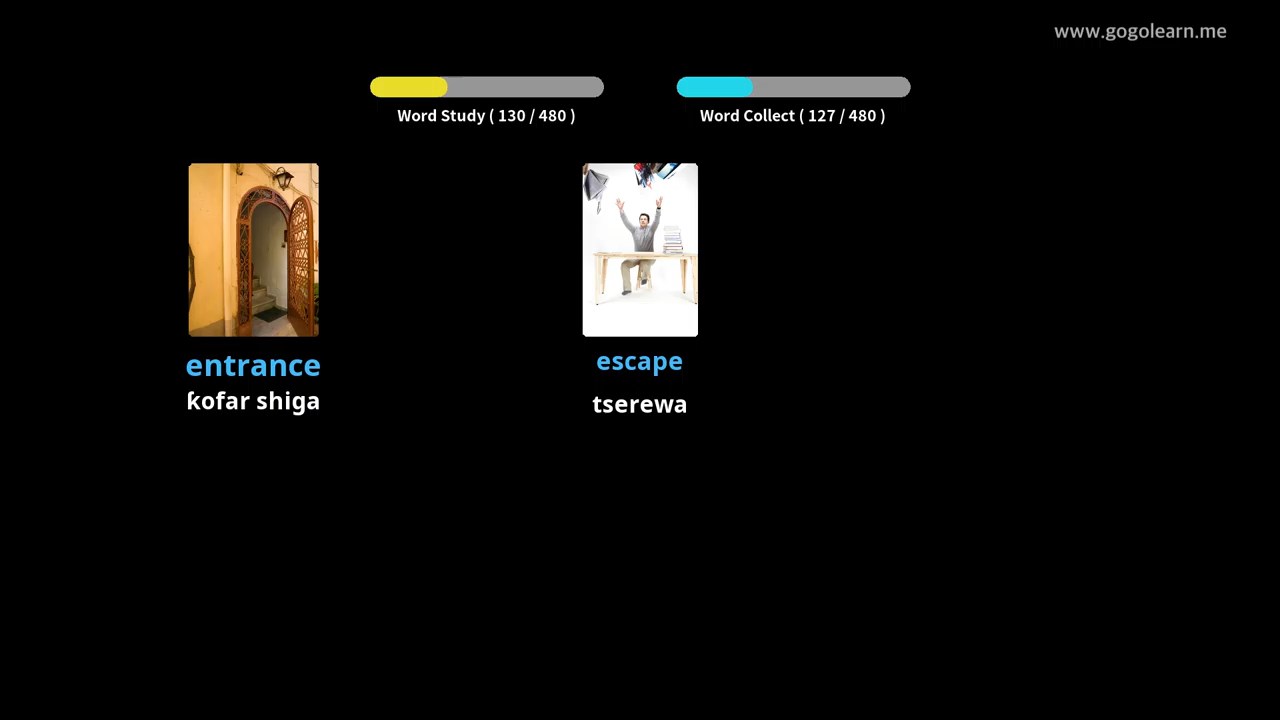 www.gogolearn.me
Word Study ( 130 / 480 )
Word Collect ( 127 / 480 )
entrance
ƙofar shiga
escape
tserewa